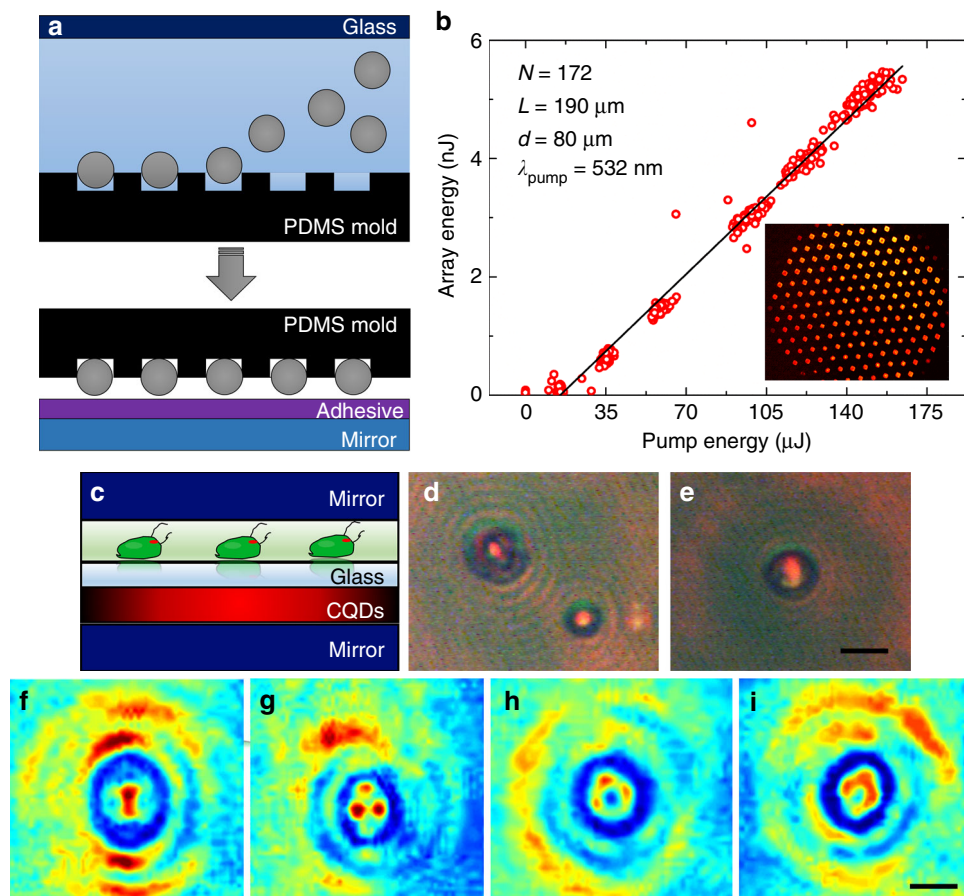 a
Glass
PDMS mold
PDMS mold
Adhesive
Mirror
b
6
4
2
0
Array energy (nJ)
N = 172
L = 190 μm
d = 80 μm
λpump = 532 nm
0 35 70 105 140 175
Pump energy (μJ)
c
Mirror
Glass
CQDs
Mirror
d
e
f
g
h
i